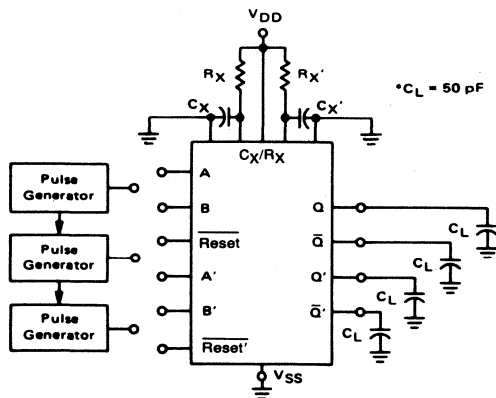 VDD
RX RX'
*CL = 50 pF
CX CX'
CX/RX
Pulse Generator
A
B
Q
CL
Pulse Generator
Reset
Q
CL
A'
Q'
CL
Pulse Generator
B'
Q'
CL
Reset'
VSS